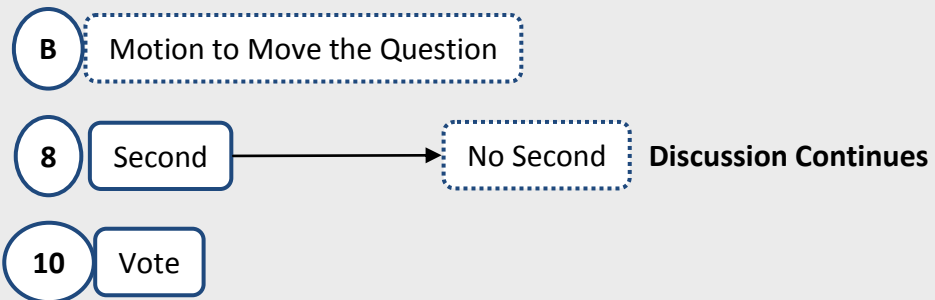 B Motion to Move the Question
8 Second No Second Discussion Continues
10 Vote